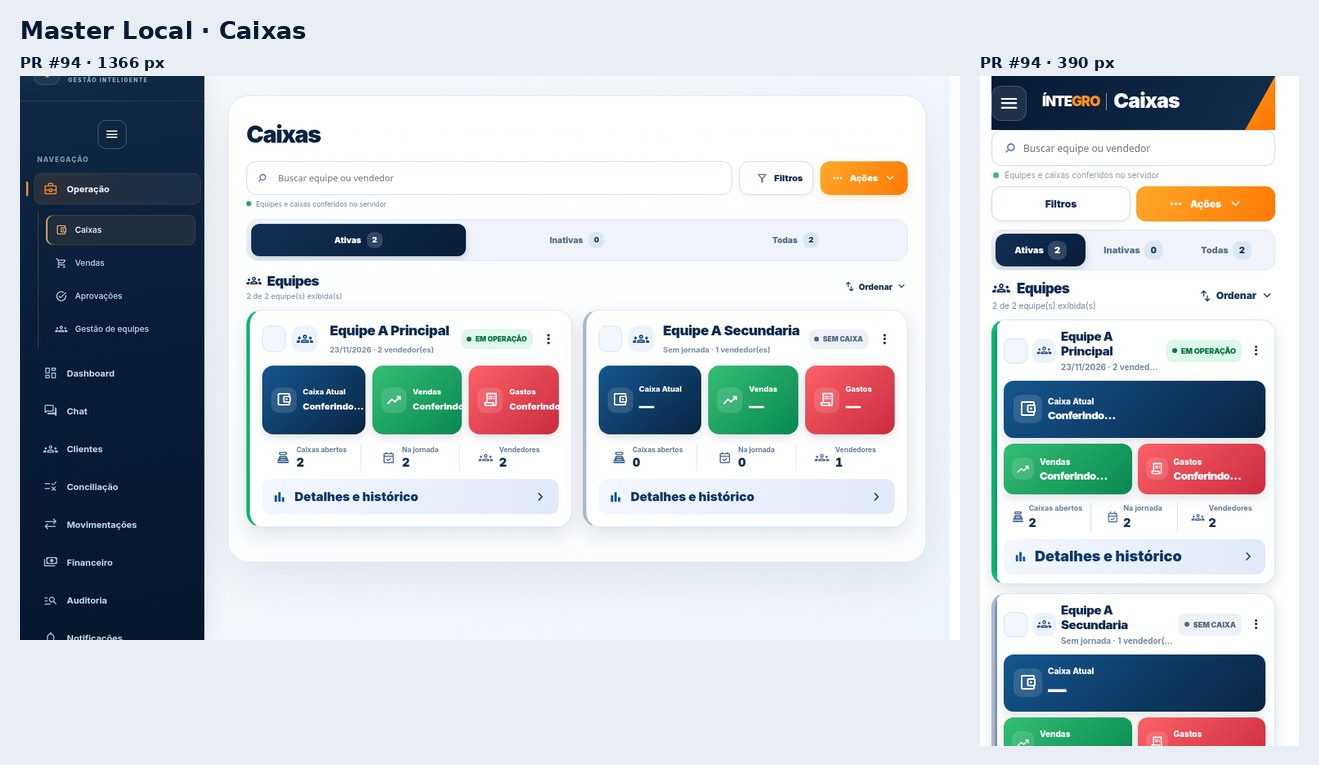 Master Local · Caixas
PR #94 · 1366 px
GESTÃO INTELIGENTE
NAVEGAÇÃO
Operação
Caixas
Vendas
Aprovações
Gestão de equipes
Dashboard
Chat
Clientes
Conciliação
Movimentações
Financeiro
Auditoria
Notificações
Caixas
Buscar equipe ou vendedor
Filtros
Ações
Equipes e caixas conferidos no servidor
Ativas 2
Inativas 0
Todas 2
Equipes
2 de 2 equipe(s) exibida(s)
Ordenar
Equipe A Principal
23/11/2026 · 2 vendedor(es)
EM OPERAÇÃO
Caixa Atual
Conferindo...
Vendas
Conferindo
Gastos
Conferindo
Caixas abertos
2
Na jornada
2
Vendedores
2
Detalhes e histórico
Equipe A Secundaria
Sem jornada · 1 vendedor(es)
SEM CAIXA
Caixa Atual
—
Vendas
—
Gastos
—
Caixas abertos
0
Na jornada
0
Vendedores
1
Detalhes e histórico
PR #94 · 390 px
ÍNTEGRO
Caixas
Buscar equipe ou vendedor
Equipes e caixas conferidos no servidor
Filtros
Ações
Ativas 2
Inativas 0
Todas 2
Equipes
2 de 2 equipe(s) exibida(s)
Ordenar
Equipe A
Principal
23/11/2026 · 2 vended...
EM OPERAÇÃO
Caixa Atual
Conferindo...
Vendas
Conferindo...
Gastos
Conferindo...
Caixas abertos
2
Na jornada
2
Vendedores
2
Detalhes e histórico
Equipe A
Secundaria
Sem jornada · 1 vendedor(...
SEM CAIXA
Caixa Atual
—
Vendas
Gastos